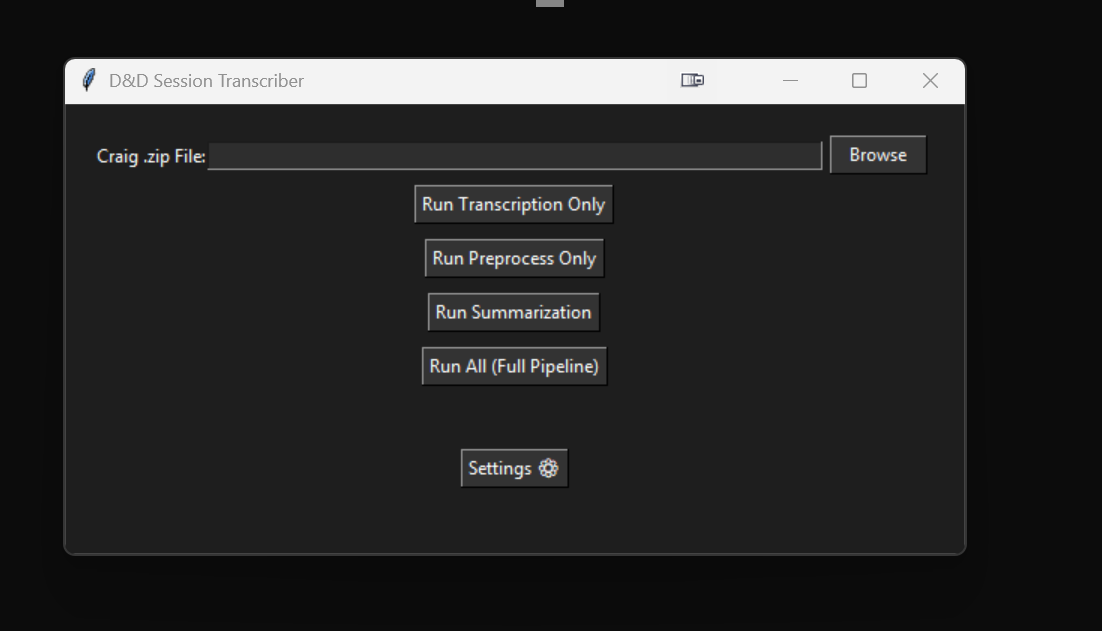 D&D Session Transcriber
Craig .zip File:
Browse
Run Transcription Only
Run Preprocess Only
Run Summarization
Run All (Full Pipeline)
Settings